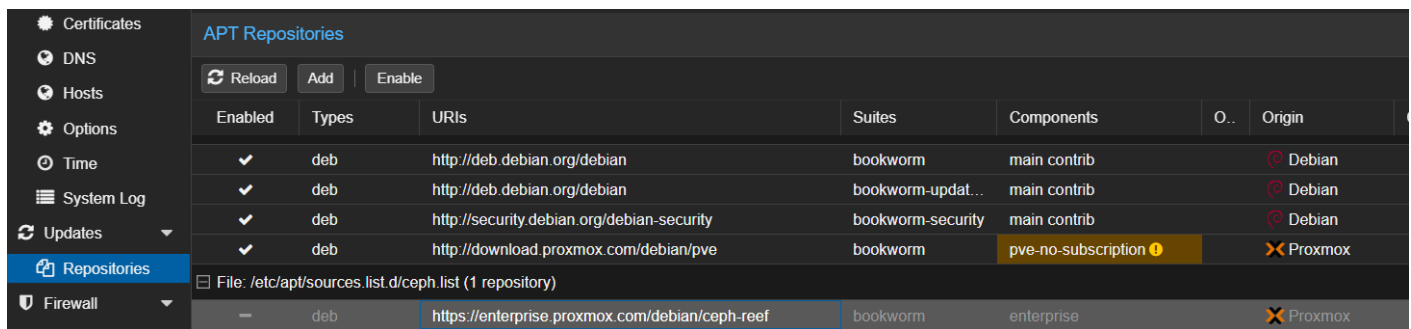 Certificates
DNS
Hosts
Options
Time
System Log
Updates
Repositories
Firewall
APT Repositories
Reload Add Enable
Enabled Types URIs Suites Components O.. Origin
deb http://deb.debian.org/debian bookworm main contrib Debian
deb http://deb.debian.org/debian bookworm-updat... main contrib Debian
deb http://security.debian.org/debian-security bookworm-security main contrib Debian
deb http://download.proxmox.com/debian/pve bookworm pve-no-subscription Proxmox
File: /etc/apt/sources.list.d/ceph.list (1 repository)
deb https://enterprise.proxmox.com/debian/ceph-reef bookworm enterprise Proxmox